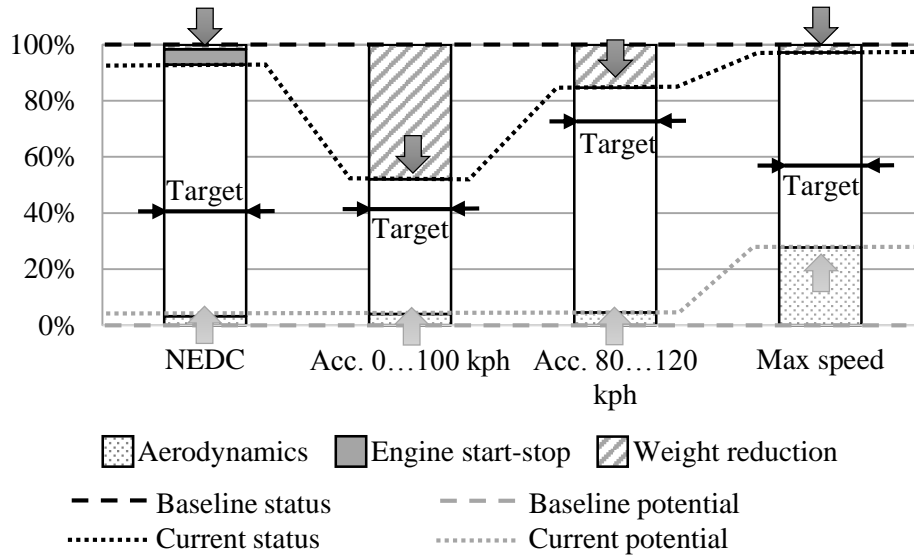 100%
80%
60%
40%
20%
0%
Target
Target
Target
Target
NEDC
Acc. 0…100 kph
Acc. 80…120
kph
Max speed
Aerodynamics
Engine start-stop
Weight reduction
Baseline status
Baseline potential
Current status
Current potential